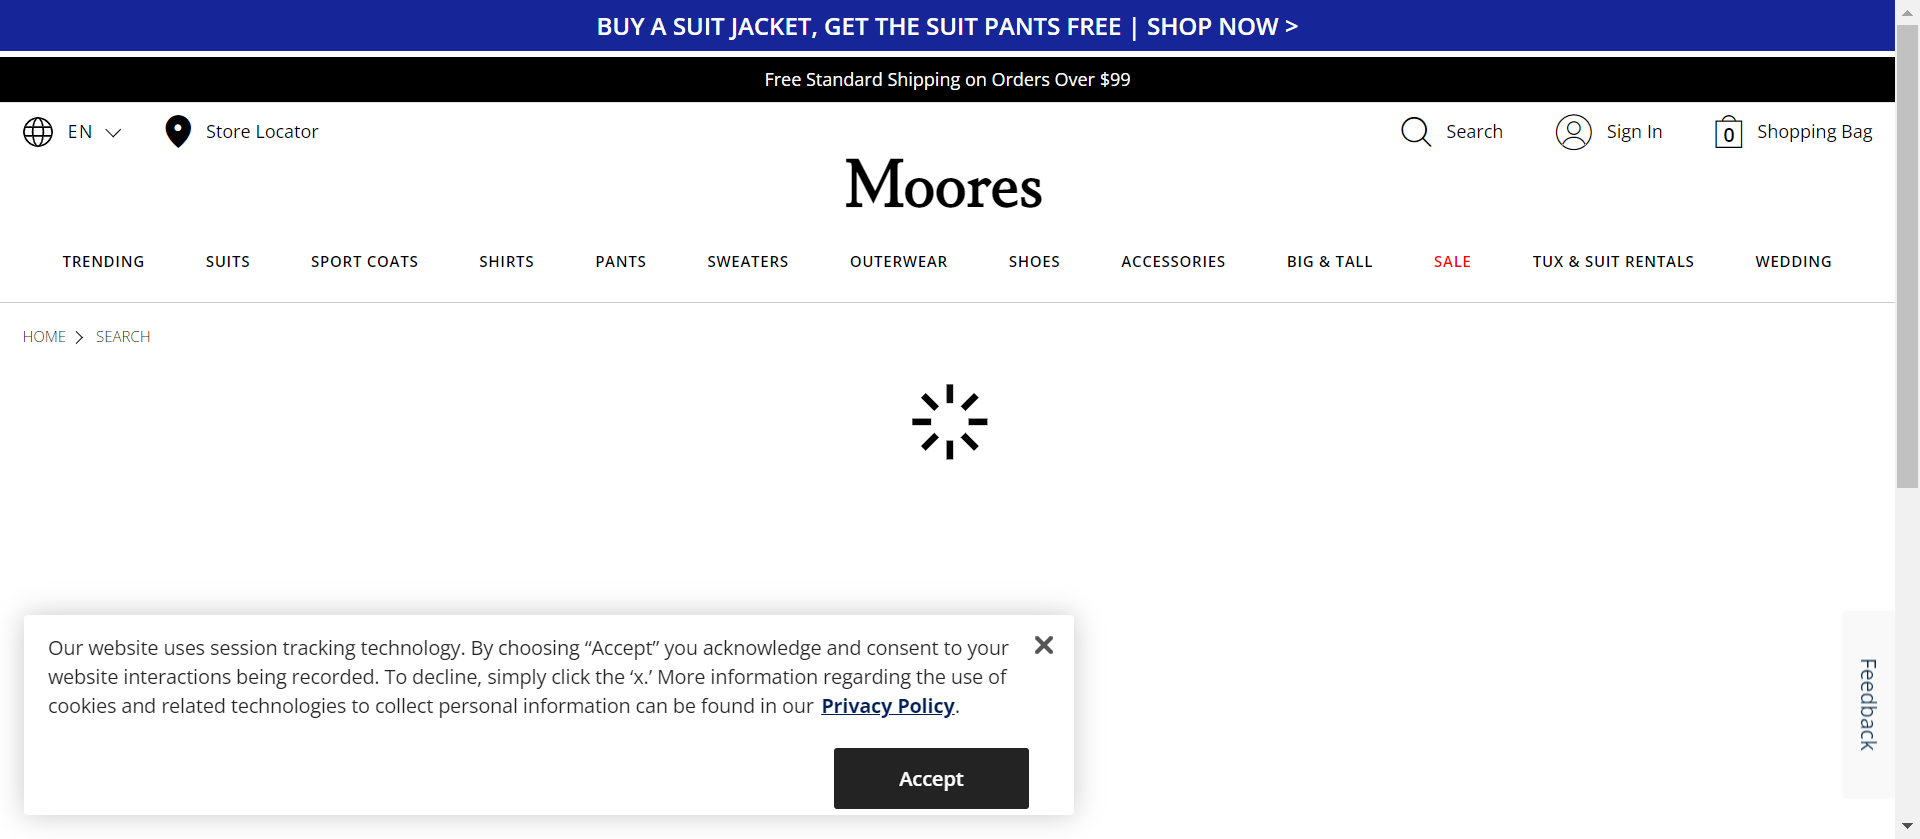 BUY A SUIT JACKET, GET THE SUIT PANTS FREE | SHOP NOW >
Free Standard Shipping on Orders Over $99
EN
Store Locator
Search
Sign In
0
Shopping Bag
Moores
TRENDING
SUITS
SPORT COATS
SHIRTS
PANTS
SWEATERS
OUTERWEAR
SHOES
ACCESSORIES
BIG & TALL
SALE
TUX & SUIT RENTALS
WEDDING
HOME
SEARCH
Our website uses session tracking technology. By choosing “Accept” you acknowledge and consent to your
website interactions being recorded. To decline, simply click the ‘x.’ More information regarding the use of
cookies and related technologies to collect personal information can be found in our Privacy Policy.
Accept
Feedback